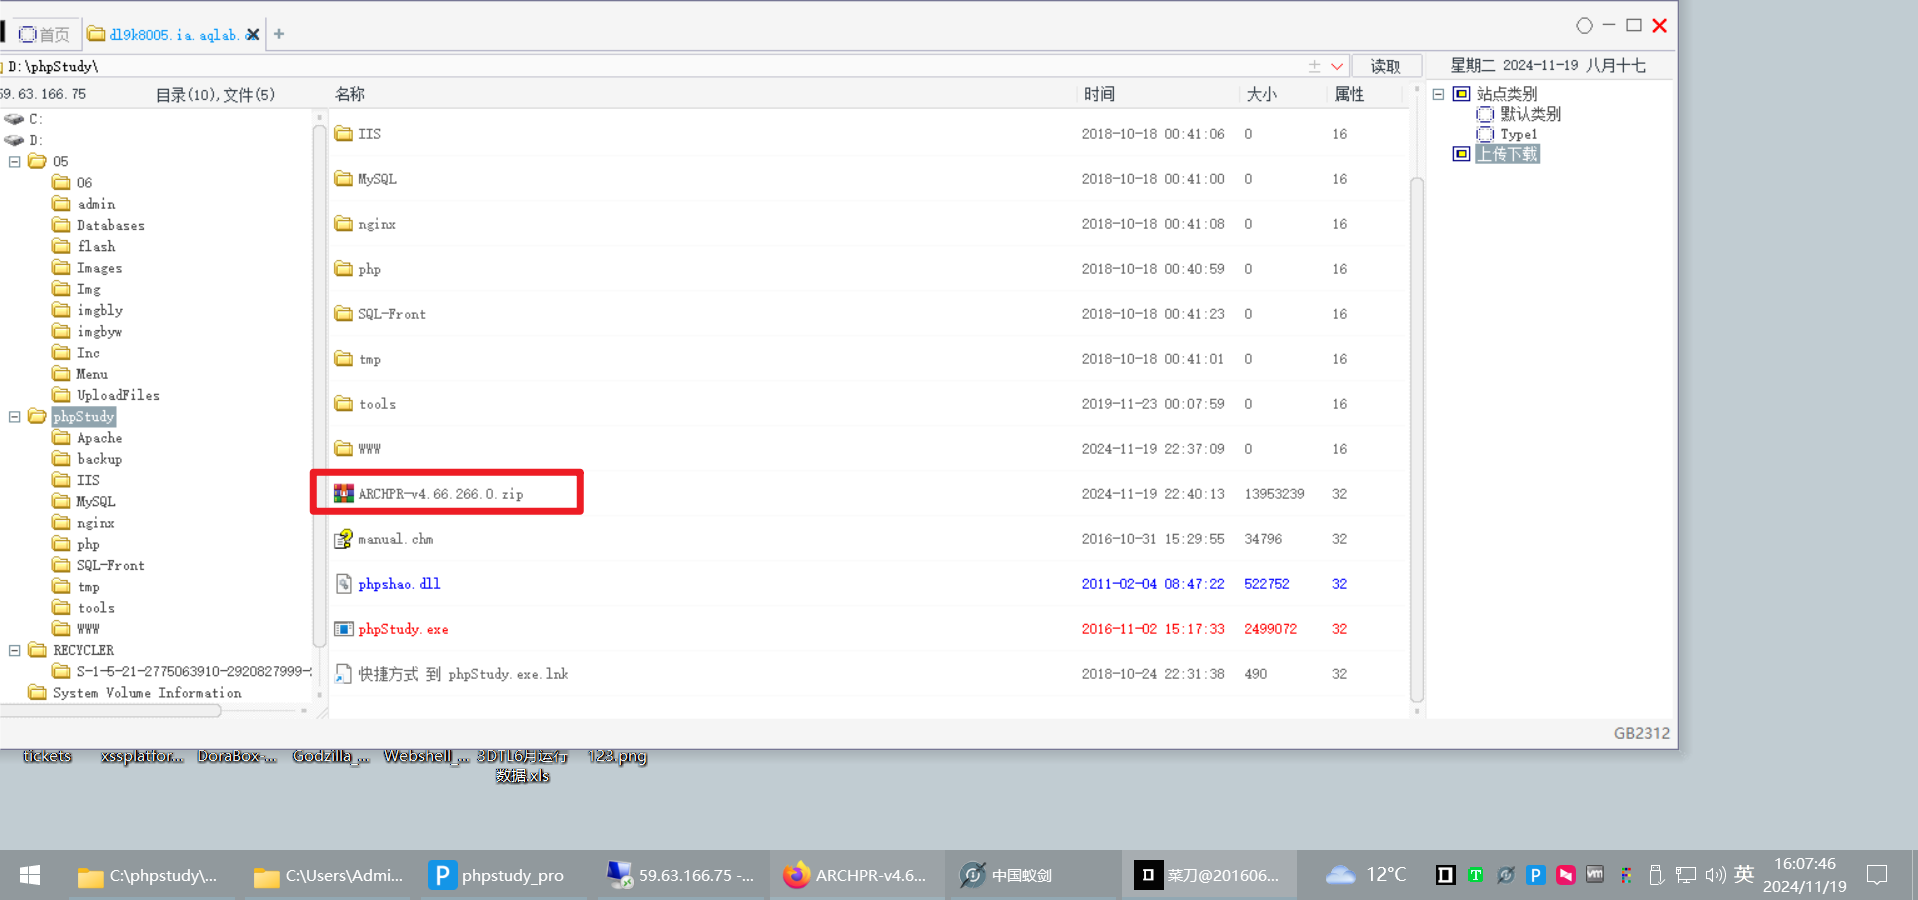 首页
dl9k8005.ia.aqlab.
D:\phpStudy\
读取
星期二 2024-11-19 八月十七
59.63.166.75
目录(10),文件(5)
名称 时间 大小 属性
C:
D:
05
06
admin
Databases
flash
Images
Img
imgbly
imgbyw
Inc
Menu
UploadFiles
phpStudy
Apache
backup
IIS
MySQL
nginx
php
SQL-Front
tmp
tools
WWW
RECYCLER
S-1-5-21-2775063910-2920827999-
System Volume Information
IIS 2018-10-18 00:41:06 0 16
MySQL 2018-10-18 00:41:00 0 16
nginx 2018-10-18 00:41:08 0 16
php 2018-10-18 00:40:59 0 16
SQL-Front 2018-10-18 00:41:23 0 16
tmp 2018-10-18 00:41:01 0 16
tools 2019-11-23 00:07:59 0 16
WWW 2024-11-19 22:37:09 0 16
ARCHPR-v4.66.266.0.zip 2024-11-19 22:40:13 13953239 32
manual.chm 2016-10-31 15:29:55 34796 32
phpshao.dll 2011-02-04 08:47:22 522752 32
phpStudy.exe 2016-11-02 15:17:33 2499072 32
快捷方式 到 phpStudy.exe.lnk 2018-10-24 22:31:38 490 32
站点类别
默认类别
Type1
上传下载
GB2312
tickets
xssplatfor...
DoraBox-...
Godzilla_...
Webshell_...
3DTL6月运行
数据.xls
123.png
C:\phpstudy\...
C:\Users\Admi...
phpstudy_pro
59.63.166.75 -...
ARCHPR-v4.6...
中国蚁剑
菜刀@201606...
12°C
英
16:07:46
2024/11/19